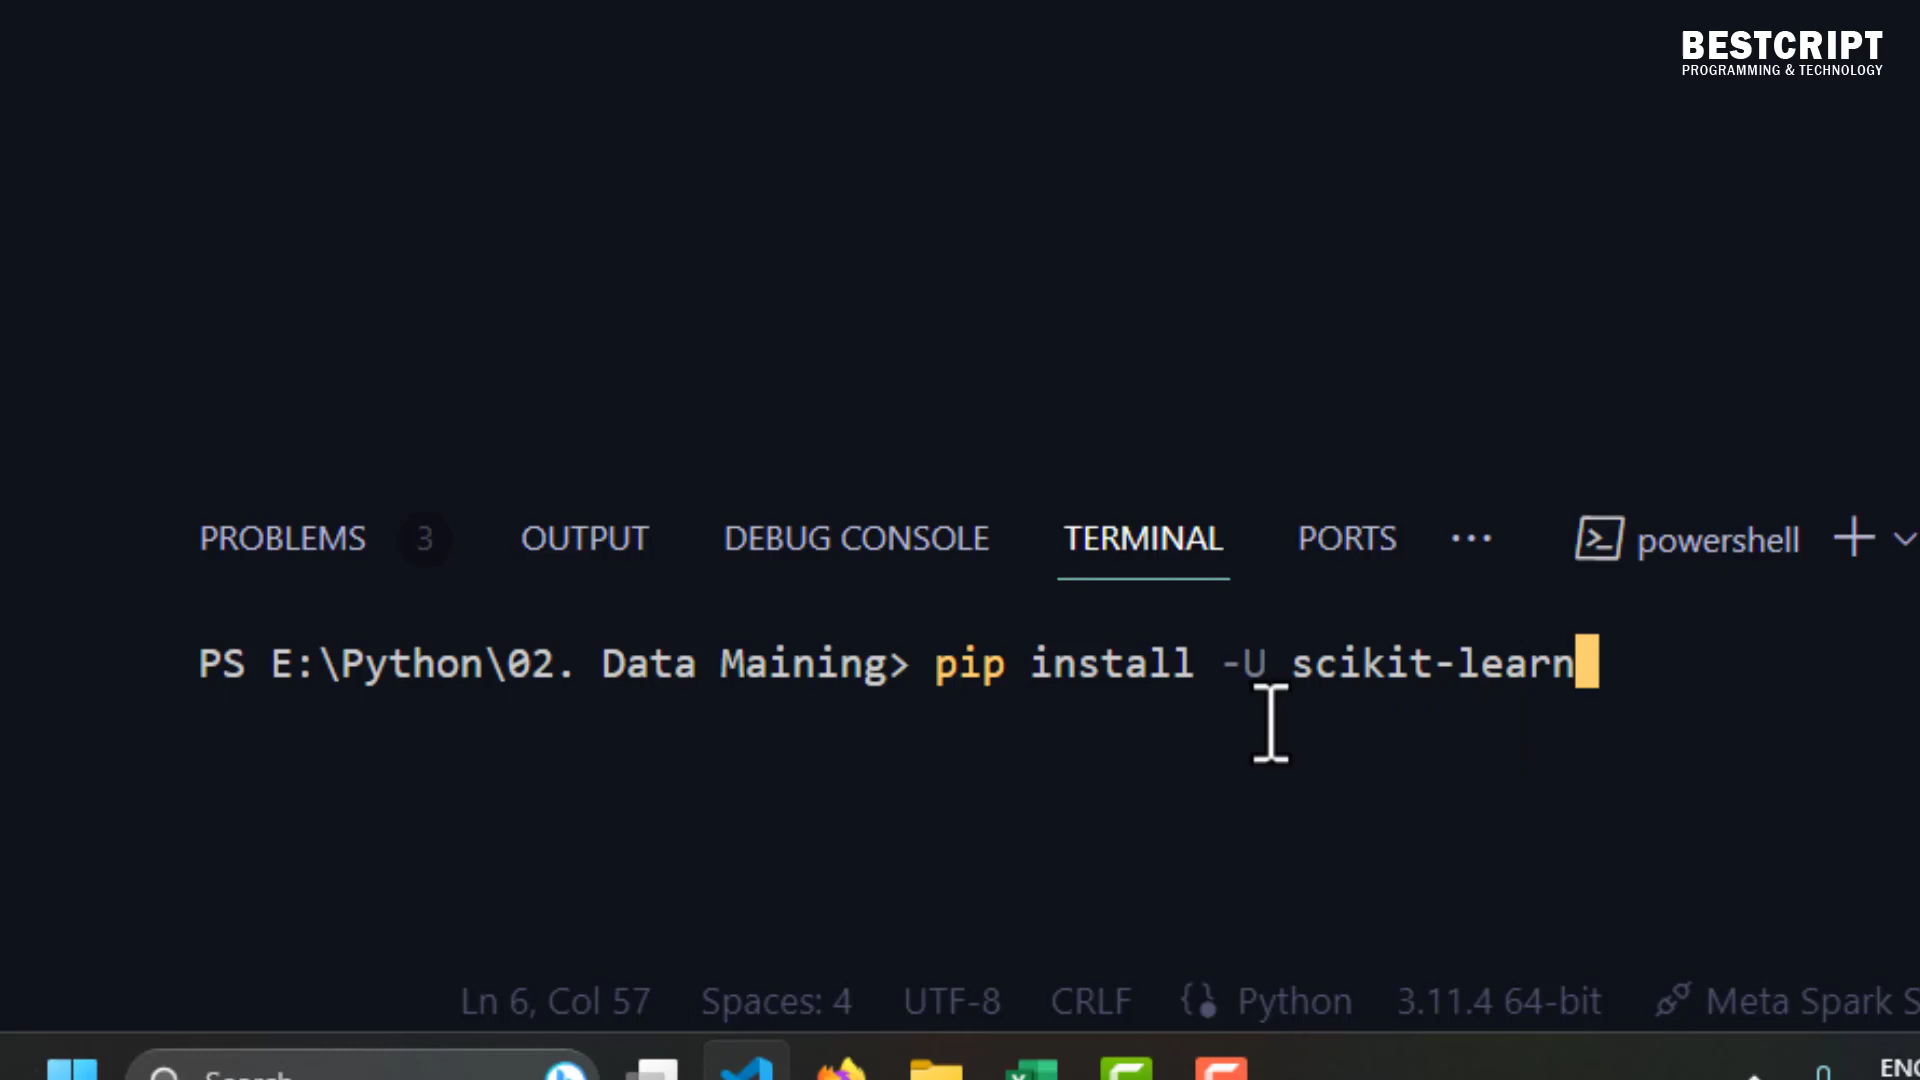 BESTCRIPT
PROGRAMMING & TECHNOLOGY
PROBLEMS 3 OUTPUT DEBUG CONSOLE TERMINAL PORTS ··· powershell
PS E:\Python\02. Data Maining> pip install -U scikit-learn
Ln 6, Col 57 Spaces: 4 UTF-8 CRLF Python 3.11.4 64-bit Meta Spark S
Search